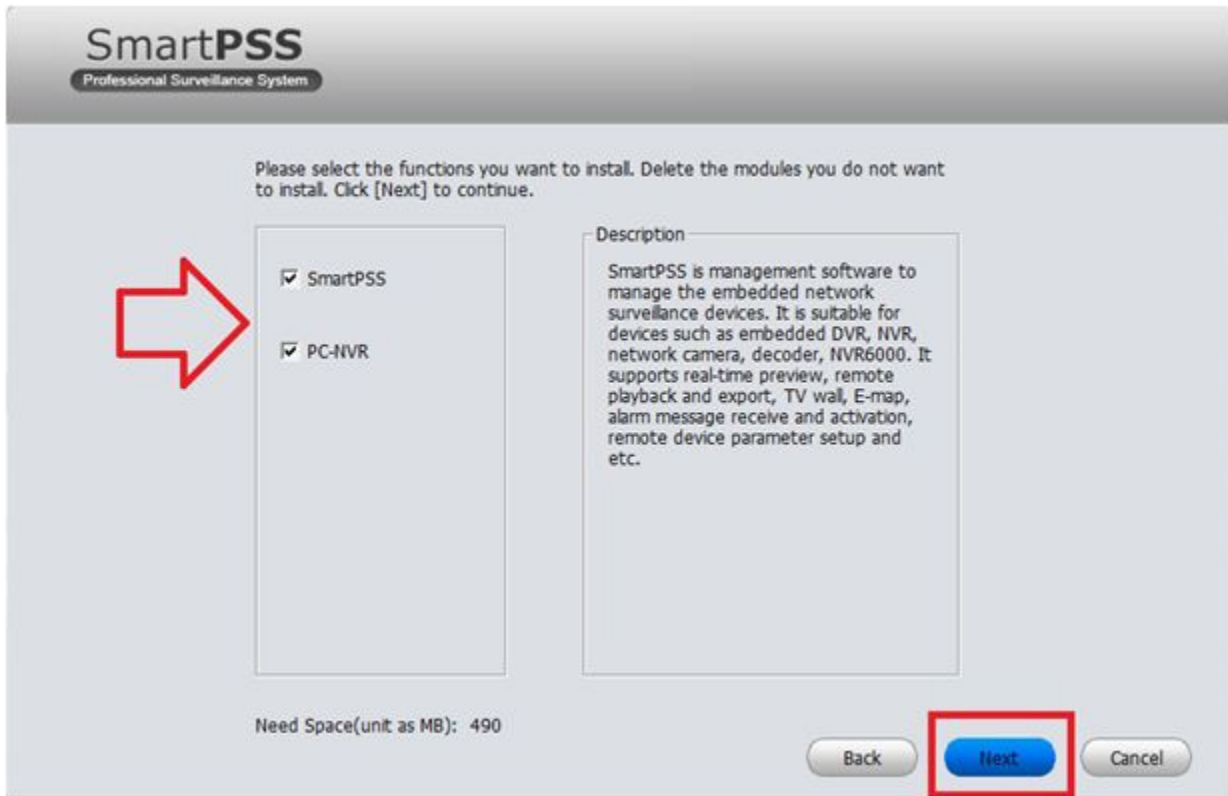 SmartPSS
Professional Surveillance System
Please select the functions you want to install. Delete the modules you do not want
to install. Click [Next] to continue.
SmartPSS
PC-NVR
Description
SmartPSS is management software to
manage the embedded network
surveillance devices. It is suitable for
devices such as embedded DVR, NVR,
network camera, decoder, NVR6000. It
supports real-time preview, remote
playback and export, TV wall, E-map,
alarm message receive and activation,
remote device parameter setup and
etc.
Need Space(unit as MB): 490
Back
Next
Cancel